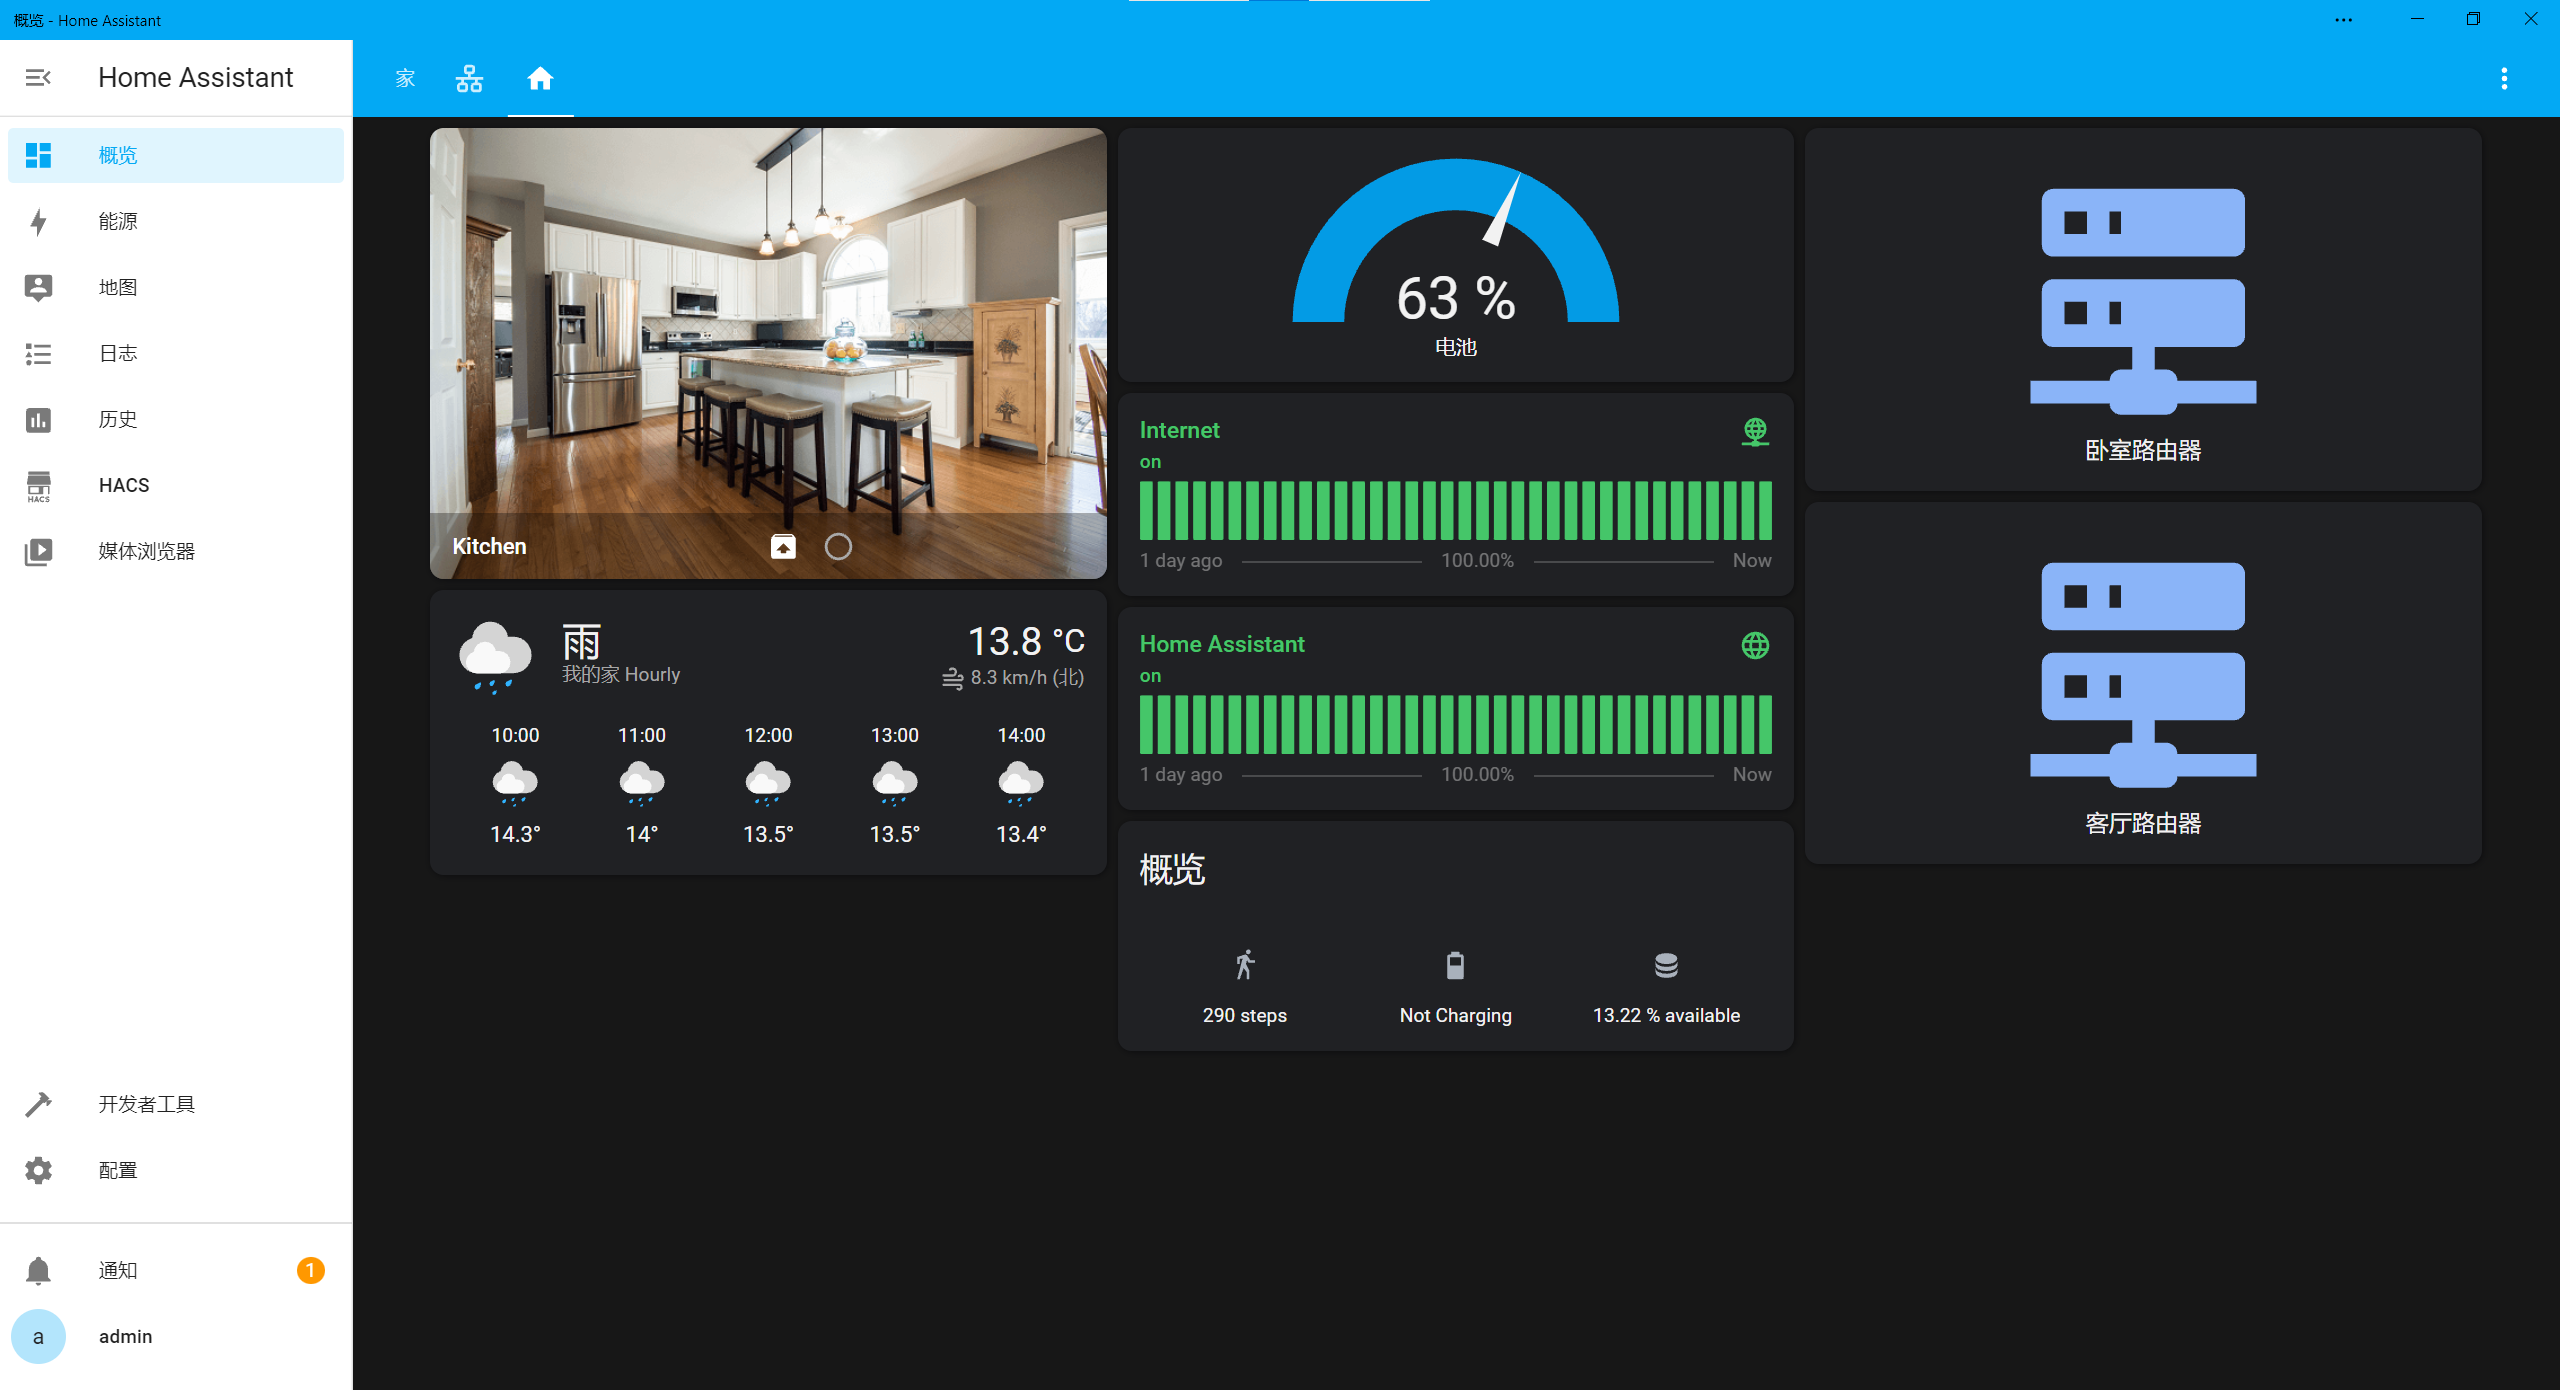 概览 - Home Assistant
Home Assistant
家
概览
能源
地图
日志
历史
HACS
HACS
媒体浏览器
开发者工具
配置
通知
1
a
admin
Kitchen
雨
我的家 Hourly
13.8 °C
8.3 km/h (北)
10:00 11:00 12:00 13:00 14:00
14.3° 14° 13.5° 13.5° 13.4°
63 %
电池
Internet
on
1 day ago 100.00% Now
Home Assistant
on
1 day ago 100.00% Now
概览
290 steps Not Charging 13.22 % available
卧室路由器
客厅路由器